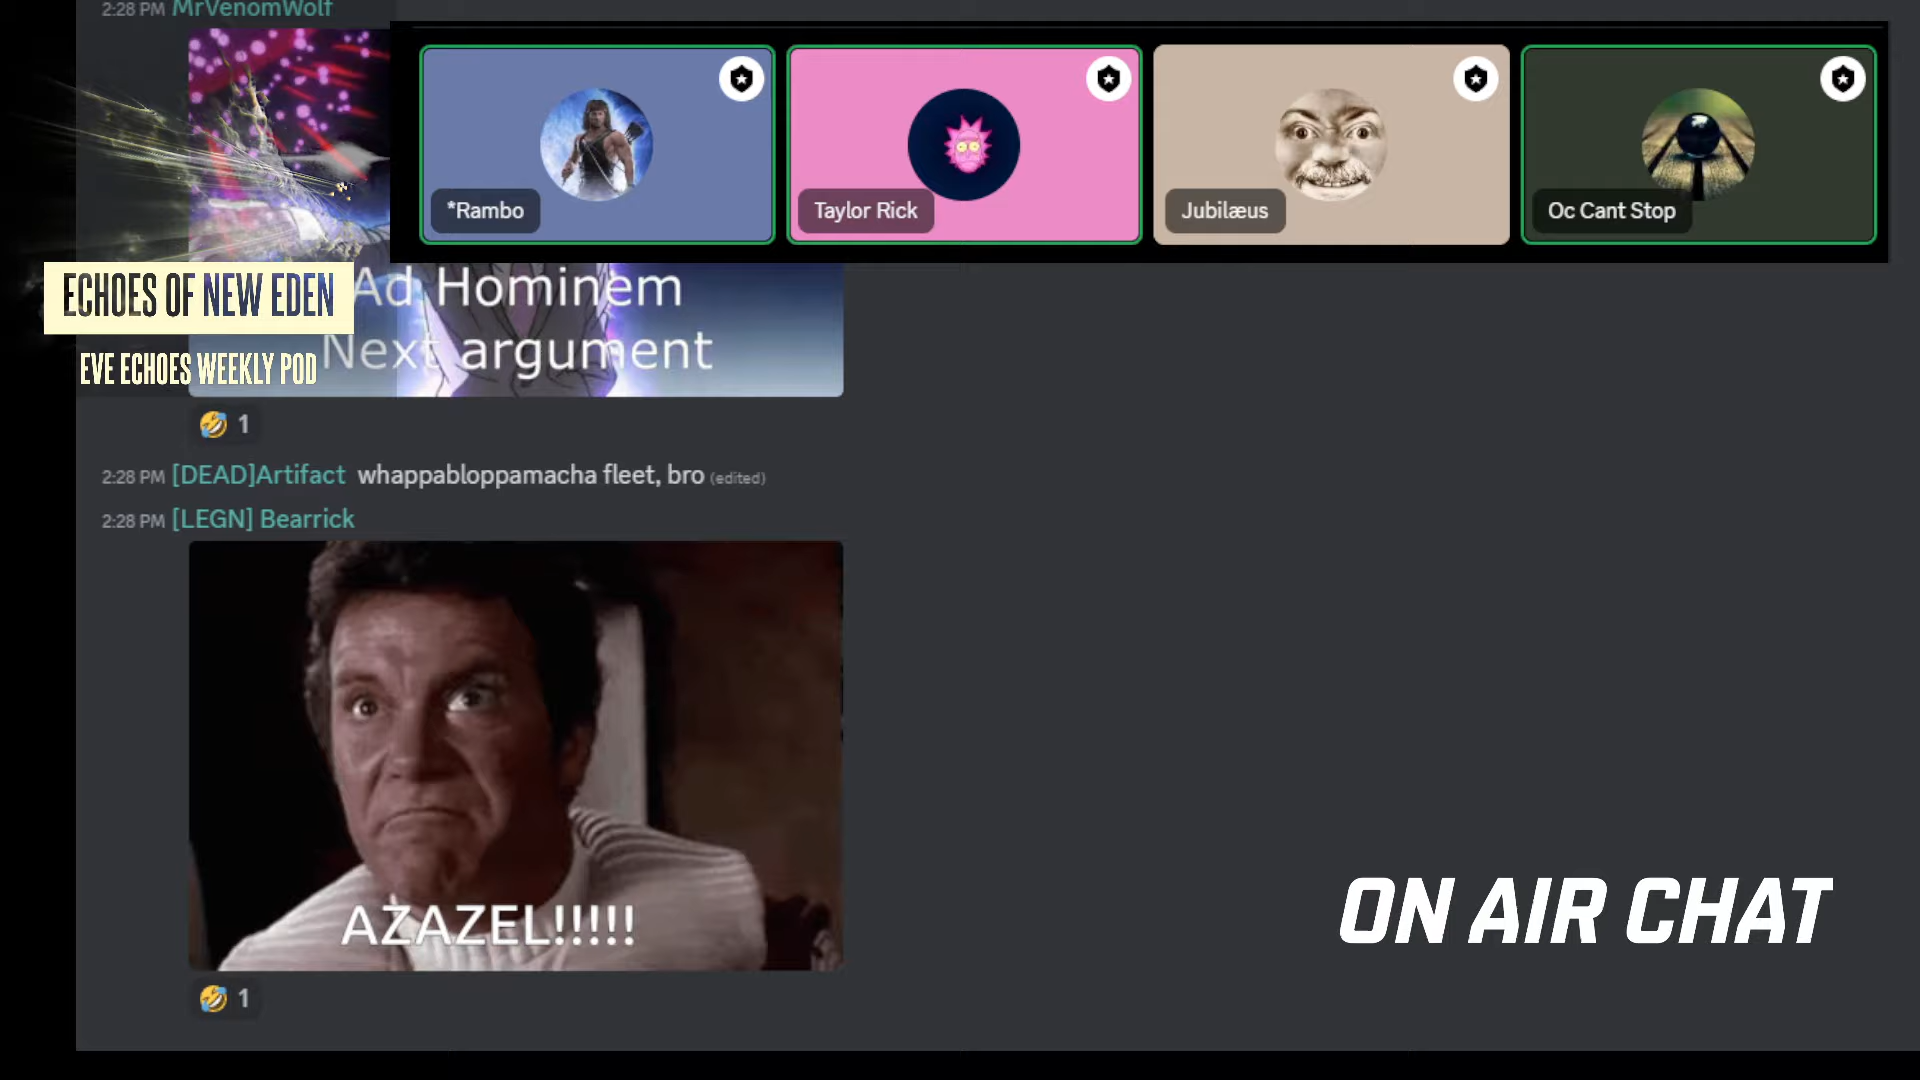 2:28 PM MrVenomWolf
*Rambo
Taylor Rick
Jubilæus
Oc Cant Stop
ECHOES OF NEW EDEN
EVE ECHOES WEEKLY POD
Ad Hominem
Next argument
🤣 1
2:28 PM [DEAD]Artifact whappabloppamacha fleet, bro (edited)
2:28 PM [LEGN] Bearrick
AZAZEL!!!!!
🤣 1
ON AIR CHAT